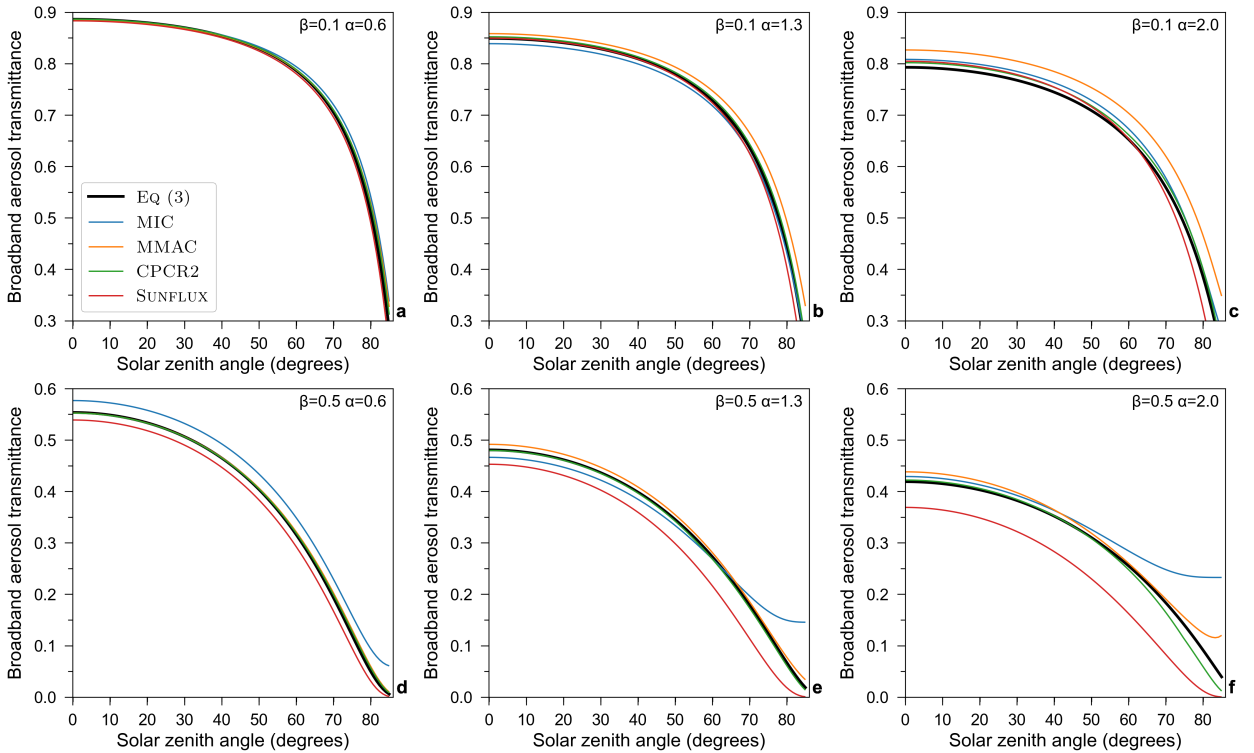 β=0.1 α=0.6
Broadband aerosol transmittance
0.9
0.8
0.7
0.6
0.5
0.4
0.3
EQ (3)
MIC
MMAC
CPCR2
SUNFLUX
a
0 10 20 30 40 50 60 70 80
Solar zenith angle (degrees)
β=0.1 α=1.3
Broadband aerosol transmittance
0.9
0.8
0.7
0.6
0.5
0.4
0.3
b
0 10 20 30 40 50 60 70 80
Solar zenith angle (degrees)
β=0.1 α=2.0
Broadband aerosol transmittance
0.9
0.8
0.7
0.6
0.5
0.4
0.3
c
0 10 20 30 40 50 60 70 80
Solar zenith angle (degrees)
β=0.5 α=0.6
Broadband aerosol transmittance
0.6
0.5
0.4
0.3
0.2
0.1
0.0
d
0 10 20 30 40 50 60 70 80
Solar zenith angle (degrees)
β=0.5 α=1.3
Broadband aerosol transmittance
0.6
0.5
0.4
0.3
0.2
0.1
0.0
e
0 10 20 30 40 50 60 70 80
Solar zenith angle (degrees)
β=0.5 α=2.0
Broadband aerosol transmittance
0.6
0.5
0.4
0.3
0.2
0.1
0.0
f
0 10 20 30 40 50 60 70 80
Solar zenith angle (degrees)